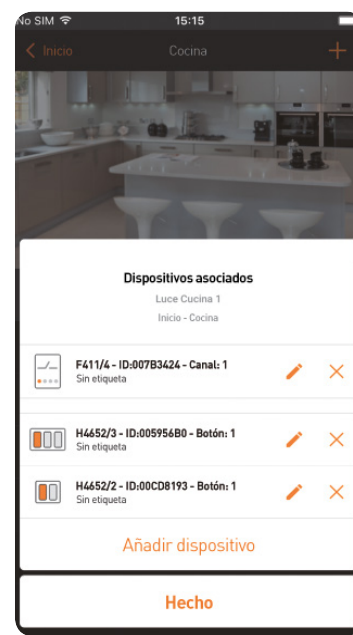 No SIM 15:15
Inicio Cocina
Dispositivos asociados
Luce Cucina 1
Inicio - Cocina
F411/4 - ID:007B3424 - Canal: 1
Sin etiqueta
H4652/3 - ID:005956B0 - Botón: 1
Sin etiqueta
H4652/2 - ID:00CD8193 - Botón: 1
Sin etiqueta
Añadir dispositivo
Hecho